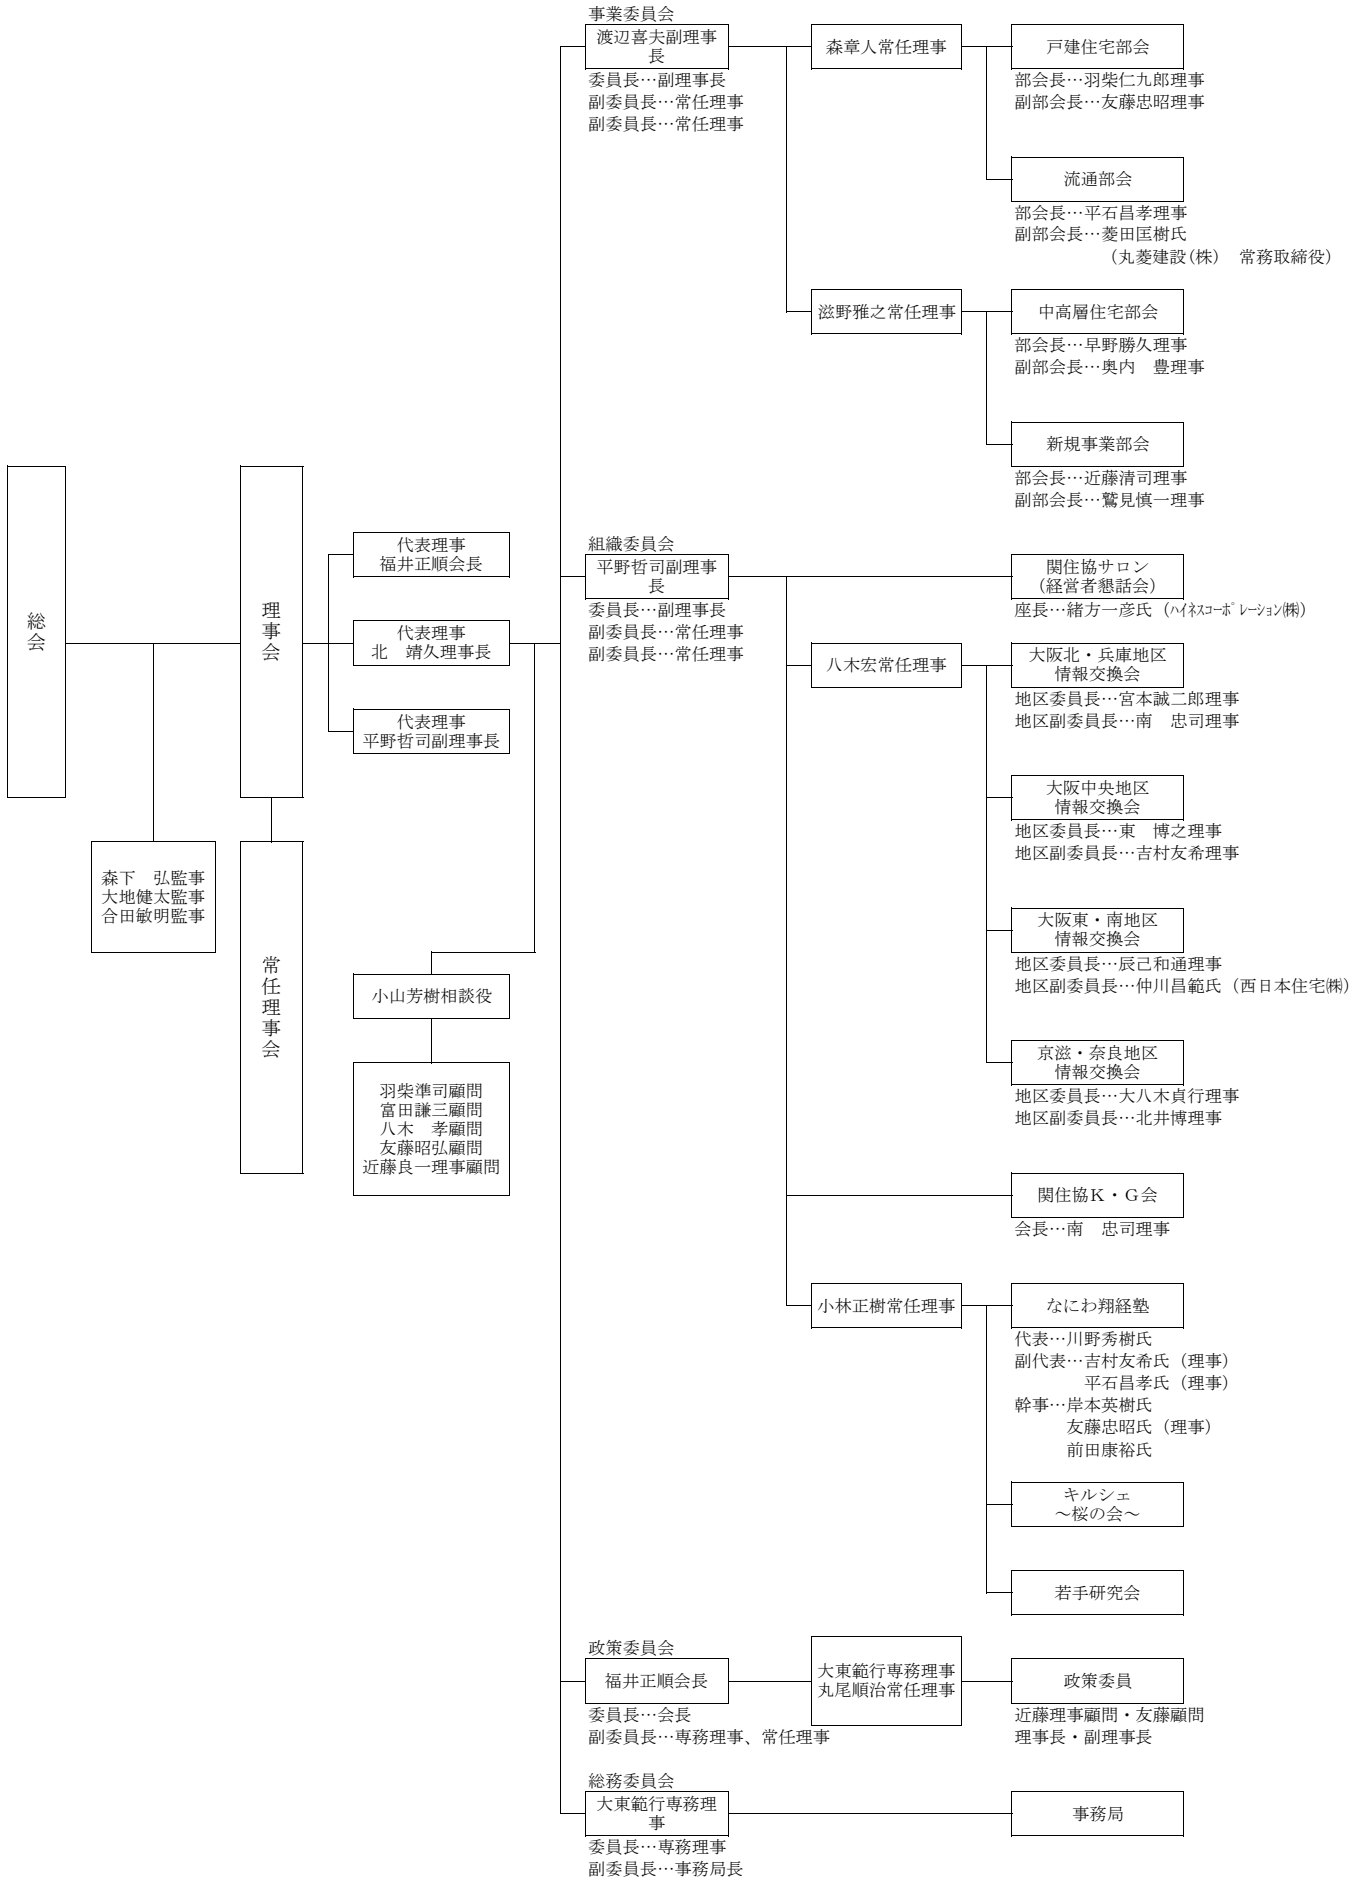 総会
森下　弘監事
大地健太監事
合田敏明監事
理事会
常任理事会
代表理事
福井正順会長
代表理事
北　靖久理事長
代表理事
平野哲司副理事長
小山芳樹相談役
羽柴準司顧問
富田謙三顧問
八木　孝顧問
友藤昭弘顧問
近藤良一理事顧問
事業委員会
渡辺喜夫副理事
長
委員長…副理事長
副委員長…常任理事
副委員長…常任理事
森章人常任理事
戸建住宅部会
部会長…羽柴仁九郎理事
副部会長…友藤忠昭理事
流通部会
部会長…平石昌孝理事
副部会長…菱田匡樹氏
（丸菱建設（株）　常務取締役）
滋野雅之常任理事
中高層住宅部会
部会長…早野勝久理事
副部会長…奥内　豊理事
新規事業部会
部会長…近藤清司理事
副部会長…鷲見慎一理事
組織委員会
平野哲司副理事
長
委員長…副理事長
副委員長…常任理事
副委員長…常任理事
関住協サロン
（経営者懇話会）
座長…緒方一彦氏（ﾊｲﾈｽｺｰﾎﾟﾚｰｼｮﾝ㈱）
八木宏常任理事
大阪北・兵庫地区
情報交換会
地区委員長…宮本誠二郎理事
地区副委員長…南　忠司理事
大阪中央地区
情報交換会
地区委員長…東　博之理事
地区副委員長…吉村友希理事
大阪東・南地区
情報交換会
地区委員長…辰己和通理事
地区副委員長…仲川昌範氏（西日本住宅㈱）
京滋・奈良地区
情報交換会
地区委員長…大八木貞行理事
地区副委員長…北井博理事
関住協Ｋ・Ｇ会
会長…南　忠司理事
小林正樹常任理事
なにわ翔経塾
代表…川野秀樹氏
副代表…吉村友希氏（理事）
平石昌孝氏（理事）
幹事…岸本英樹氏
友藤忠昭氏（理事）
前田康裕氏
キルシェ
～桜の会～
若手研究会
政策委員会
福井正順会長
委員長…会長
副委員長…専務理事、常任理事
大東範行専務理事
丸尾順治常任理事
政策委員
近藤理事顧問・友藤顧問
理事長・副理事長
総務委員会
大東範行専務理
事
委員長…専務理事
副委員長…事務局長
事務局